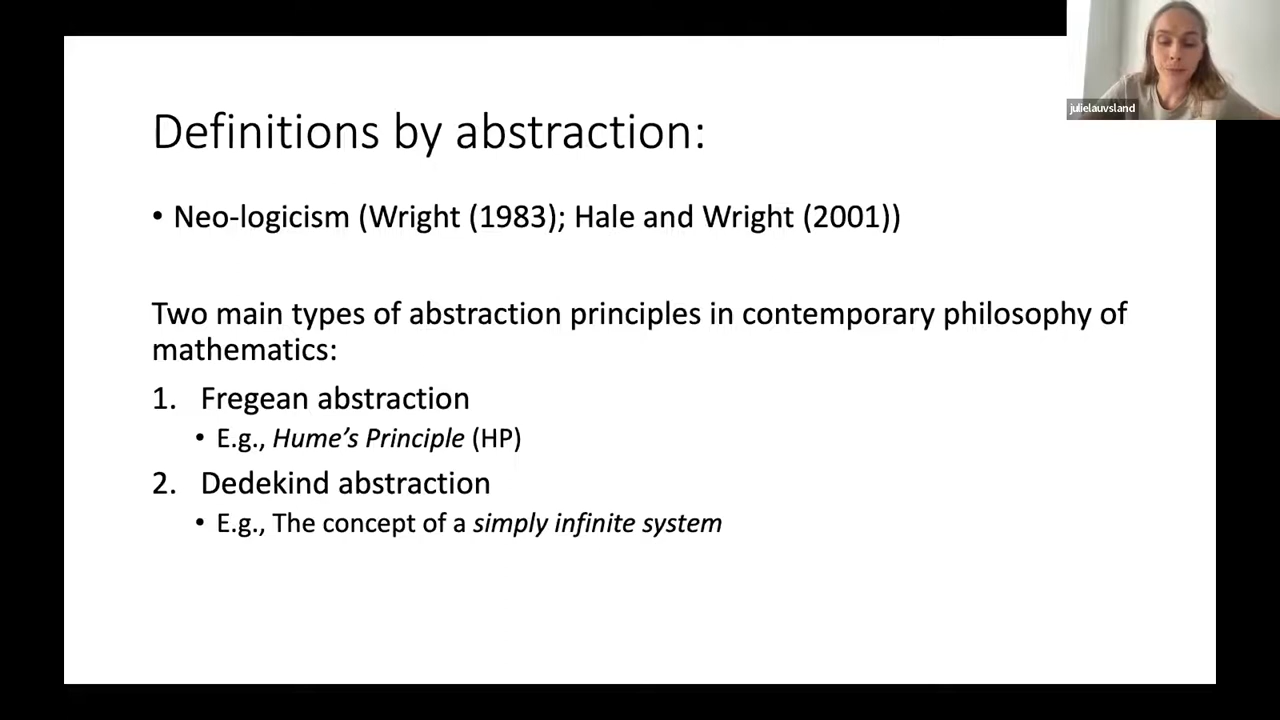 julielauvsland
Definitions by abstraction:
• Neo-logicism (Wright (1983); Hale and Wright (2001))
Two main types of abstraction principles in contemporary philosophy of
mathematics:
1. Fregean abstraction
• E.g., Hume's Principle (HP)
2. Dedekind abstraction
• E.g., The concept of a simply infinite system